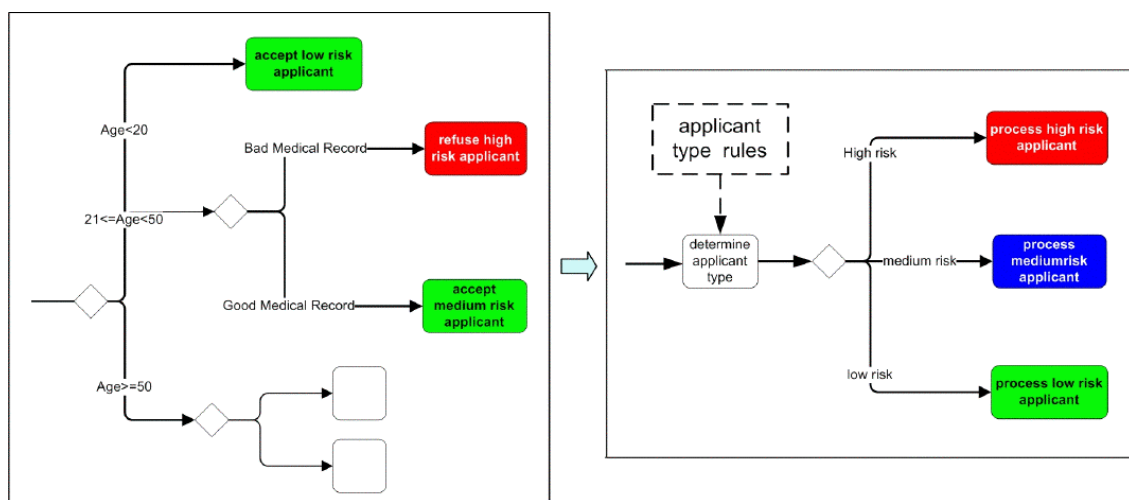 accept low risk
applicant
Age<20
Bad Medical Record
refuse high
risk applicant
21<=Age<50
Good Medical Record
accept
medium risk
applicant
Age>=50
applicant
type rules
determine
applicant
type
High risk
process high risk
applicant
medium risk
process
mediumrisk
applicant
low risk
process low risk
applicant